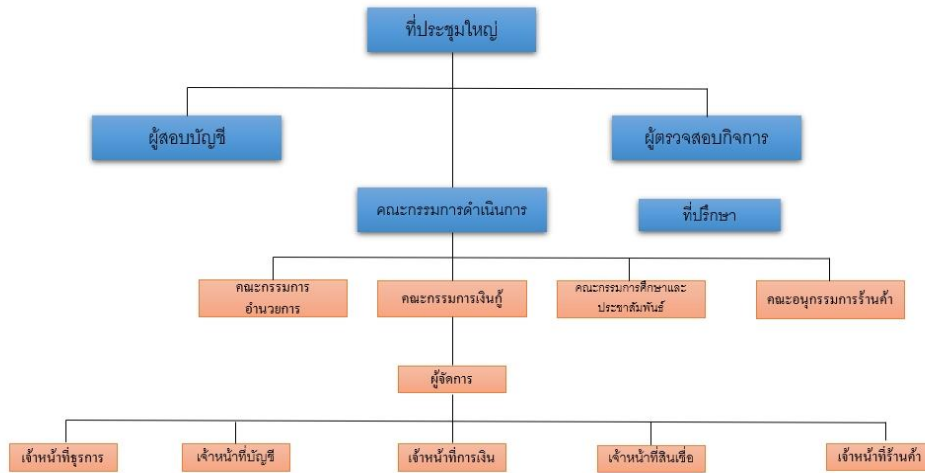 ที่ประชุมใหญ่
ผู้สอบบัญชี
ผู้ตรวจสอบกิจการ
คณะกรรมการดำเนินการ
ที่ปรึกษา
คณะกรรมการ
อำนวยการ
คณะกรรมการเงินกู้
คณะกรรมการศึกษาและ
ประชาสัมพันธ์
คณะอนุกรรมการร้านค้า
ผู้จัดการ
เจ้าหน้าที่ธุรการ
เจ้าหน้าที่บัญชี
เจ้าหน้าที่การเงิน
เจ้าหน้าที่สินเชื่อ
เจ้าหน้าที่ร้านค้า